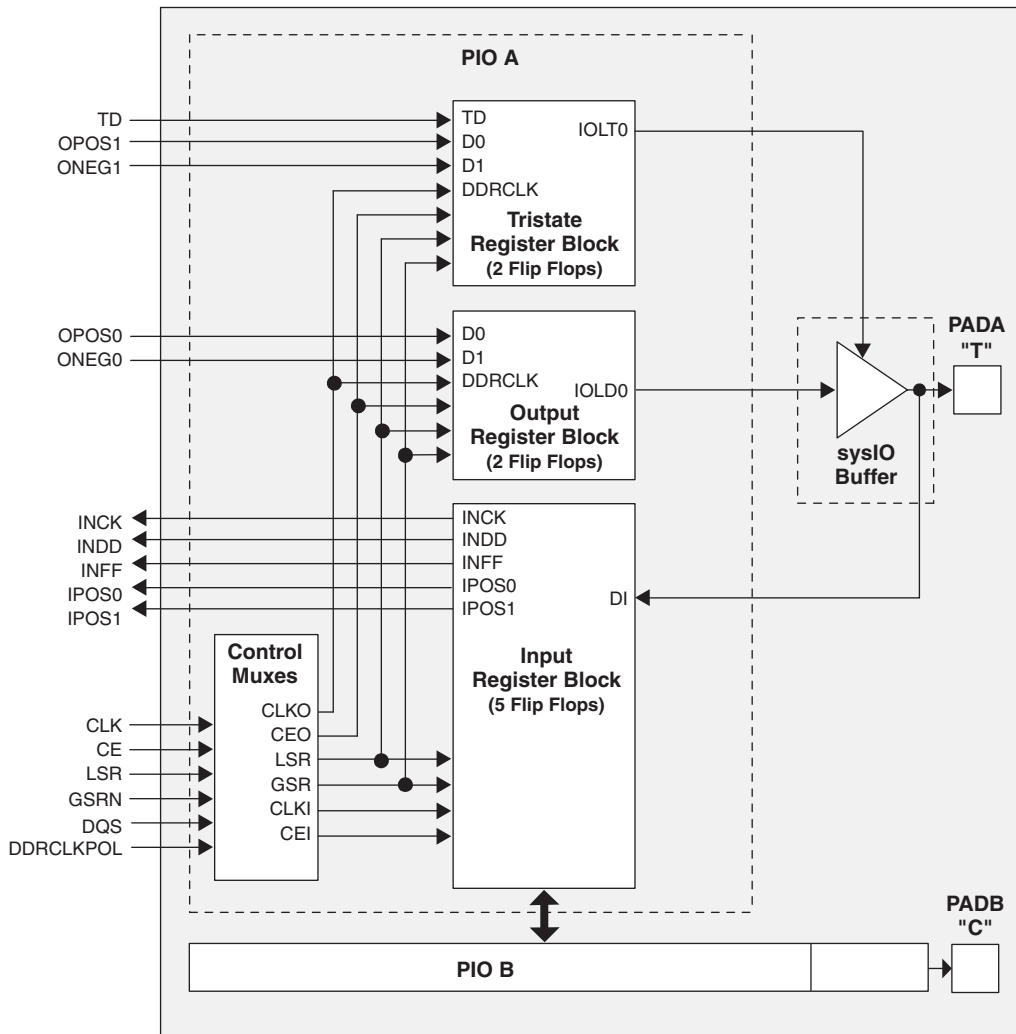 PIO A
TD
OPOS1
ONEG1
TD
D0
D1
DDRCLK
IOLT0
Tristate
Register Block
(2 Flip Flops)
OPOS0
ONEG0
D0
D1
DDRCLK
IOLD0
Output
Register Block
(2 Flip Flops)
sysIO
Buffer
PADA
"T"
INCK
INDD
INFF
IPOS0
IPOS1
INCK
INDD
INFF
IPOS0
IPOS1
DI
Input
Register Block
(5 Flip Flops)
Control
Muxes
CLK
CE
LSR
GSRN
DQS
DDRCLKPOL
CLKO
CEO
LSR
GSR
CLKI
CEI
PIO B
PADB
"C"